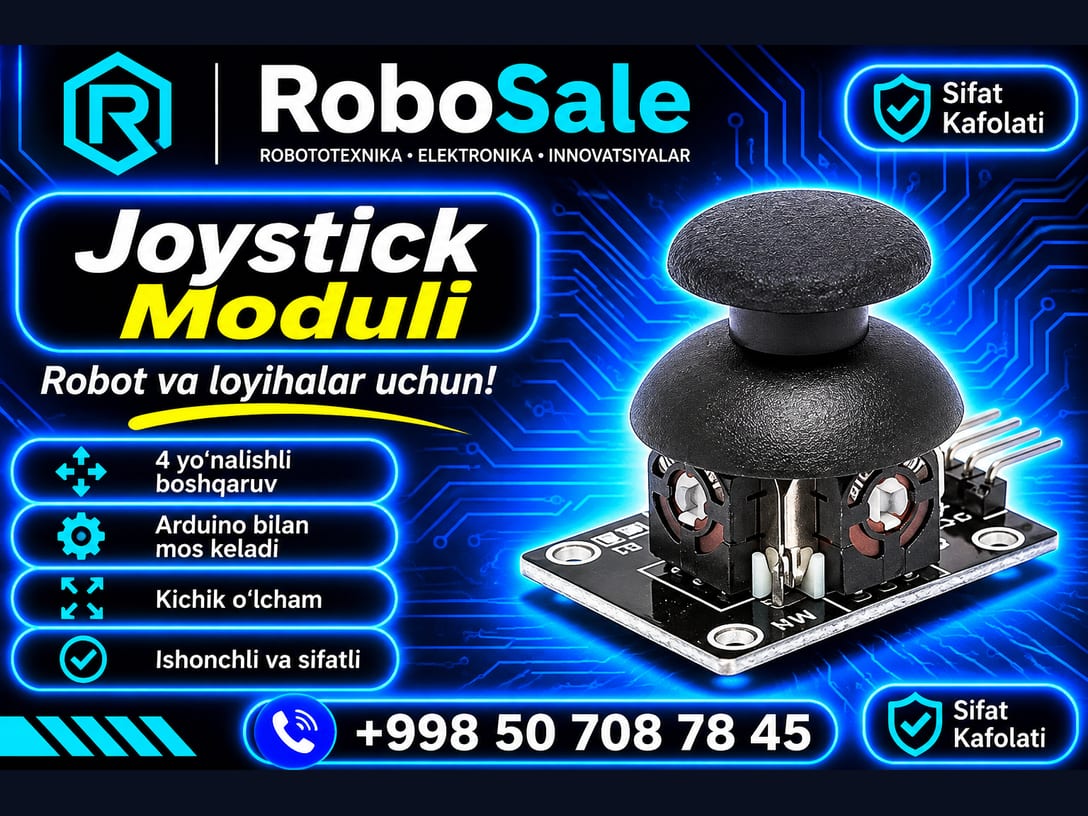 R
RoboSale
ROBOTOTEXNIKA • ELEKTRONIKA • INNOVATSIYALAR
Sifat
Kafolati
Joystick
Moduli
Robot va loyihalar uchun!
4 yo‘nalishli
boshqaruv
Arduino bilan
mos keladi
Kichik o‘lcham
Ishonchli va sifatli
+998 50 708 78 45
Sifat
Kafolati